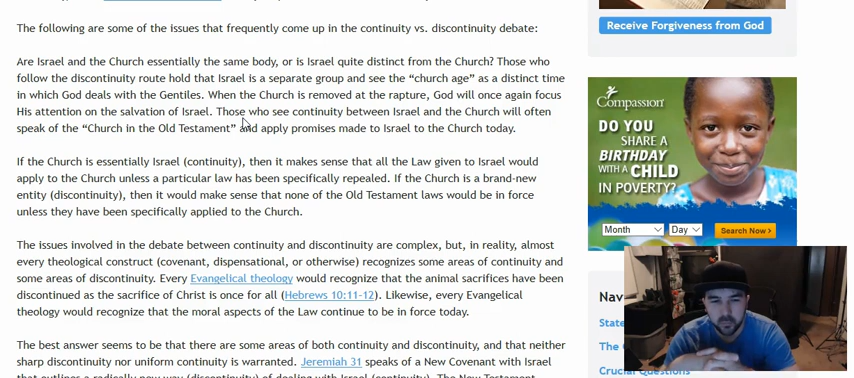 The following are some of the issues that frequently come up in the continuity vs. discontinuity debate:
Are Israel and the Church essentially the same body, or is Israel quite distinct from the Church? Those who
follow the discontinuity route hold that Israel is a separate group and see the “church age” as a distinct time
in which God deals with the Gentiles. When the Church is removed at the rapture, God will once again focus
His attention on the salvation of Israel. Those who see continuity between Israel and the Church will often
speak of the “Church in the Old Testament” and apply promises made to Israel to the Church today.
If the Church is essentially Israel (continuity), then it makes sense that all the Law given to Israel would
apply to the Church unless a particular law has been specifically repealed. If the Church is a brand-new
entity (discontinuity), then it would make sense that none of the Old Testament laws would be in force
unless they have been specifically applied to the Church.
The issues involved in the debate between continuity and discontinuity are complex, but, in reality, almost
every theological construct (covenant, dispensational, or otherwise) recognizes some areas of continuity and
some areas of discontinuity. Every Evangelical theology would recognize that the animal sacrifices have been
discontinued as the sacrifice of Christ is once for all (Hebrews 10:11-12). Likewise, every Evangelical
theology would recognize that the moral aspects of the Law continue to be in force today.
The best answer seems to be that there are some areas of both continuity and discontinuity, and that neither
sharp discontinuity nor uniform continuity is warranted. Jeremiah 31 speaks of a New Covenant with Israel
that outlines a radically new way (discontinuity) of dealing with Israel (continuity). The New Testament
Receive Forgiveness from God
Compassion
DO YOU
SHARE A
BIRTHDAY
WITH A CHILD
IN POVERTY?
Month
Day
Search Now >
Nav
State
The
Crucial Questions